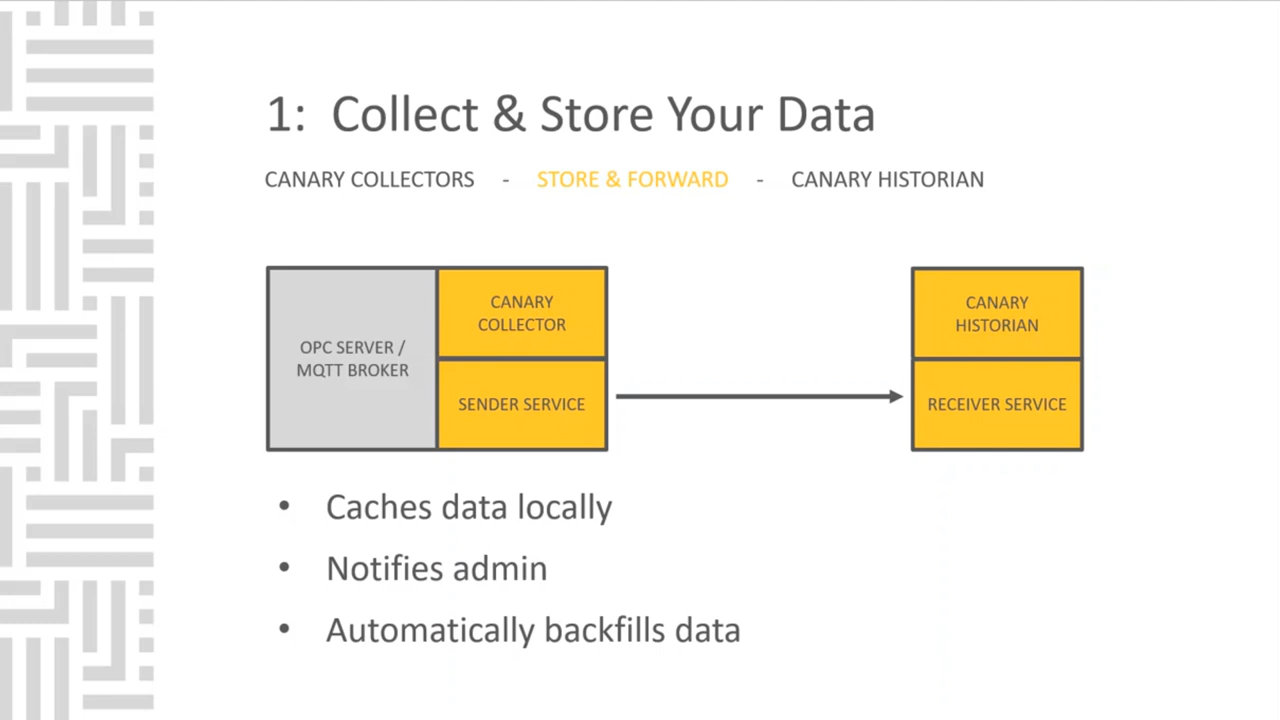 1: Collect & Store Your Data
CANARY COLLECTORS - STORE & FORWARD - CANARY HISTORIAN
OPC SERVER /
MQTT BROKER
CANARY
COLLECTOR
SENDER SERVICE
CANARY
HISTORIAN
RECEIVER SERVICE
• Caches data locally
• Notifies admin
• Automatically backfills data